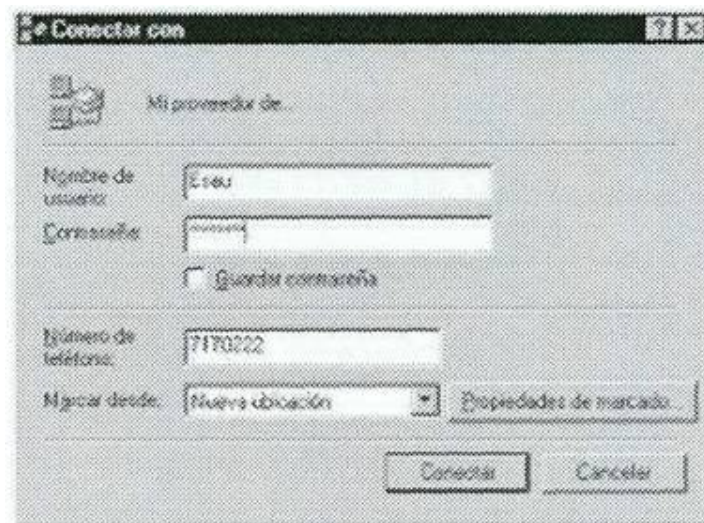 Conectar con
Mi proveedor de...
Nombre de usuario:
Esau
Contraseña:
*******
Guardar contraseña
Número de teléfono:
7170222
Marcar desde:
Nueva ubicación
Propiedades de marcado...
Conectar
Cancelar